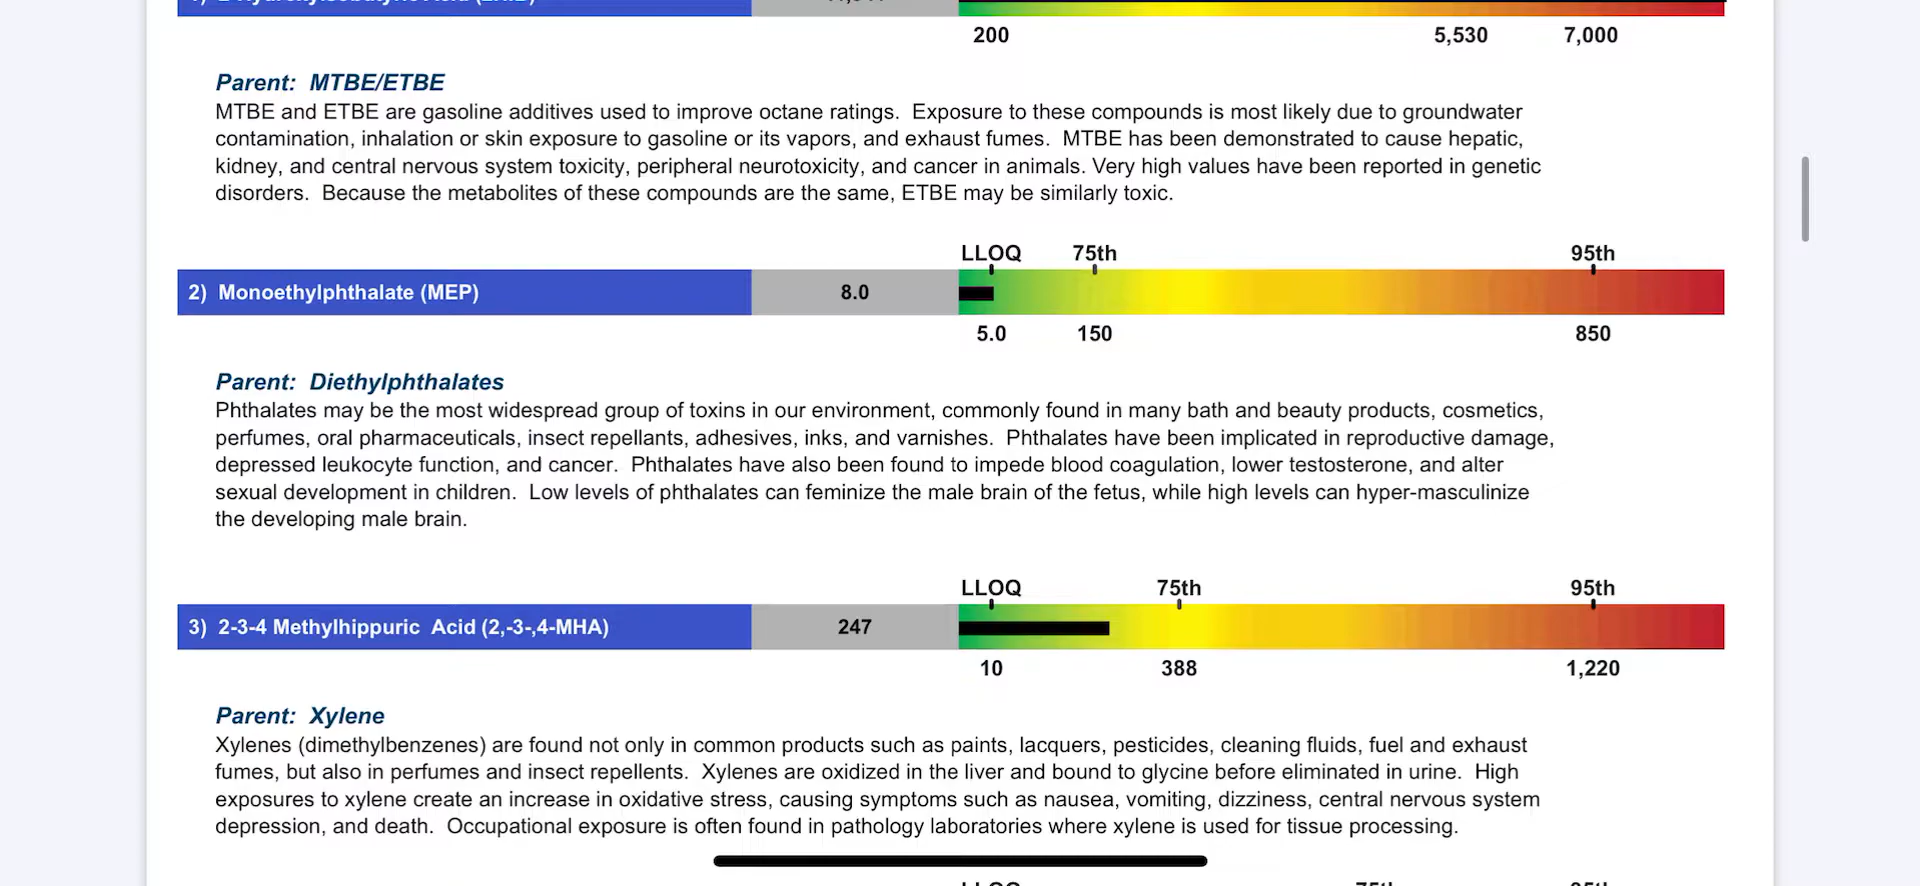 200 5,530 7,000
Parent: MTBE/ETBE
MTBE and ETBE are gasoline additives used to improve octane ratings. Exposure to these compounds is most likely due to groundwater
contamination, inhalation or skin exposure to gasoline or its vapors, and exhaust fumes. MTBE has been demonstrated to cause hepatic,
kidney, and central nervous system toxicity, peripheral neurotoxicity, and cancer in animals. Very high values have been reported in genetic
disorders. Because the metabolites of these compounds are the same, ETBE may be similarly toxic.
LLOQ 75th 95th
2) Monoethylphthalate (MEP) 8.0
5.0 150 850
Parent: Diethylphthalates
Phthalates may be the most widespread group of toxins in our environment, commonly found in many bath and beauty products, cosmetics,
perfumes, oral pharmaceuticals, insect repellants, adhesives, inks, and varnishes. Phthalates have been implicated in reproductive damage,
depressed leukocyte function, and cancer. Phthalates have also been found to impede blood coagulation, lower testosterone, and alter
sexual development in children. Low levels of phthalates can feminize the male brain of the fetus, while high levels can hyper-masculinize
the developing male brain.
LLOQ 75th 95th
3) 2-3-4 Methylhippuric Acid (2,-3-,4-MHA) 247
10 388 1,220
Parent: Xylene
Xylenes (dimethylbenzenes) are found not only in common products such as paints, lacquers, pesticides, cleaning fluids, fuel and exhaust
fumes, but also in perfumes and insect repellents. Xylenes are oxidized in the liver and bound to glycine before eliminated in urine. High
exposures to xylene create an increase in oxidative stress, causing symptoms such as nausea, vomiting, dizziness, central nervous system
depression, and death. Occupational exposure is often found in pathology laboratories where xylene is used for tissue processing.